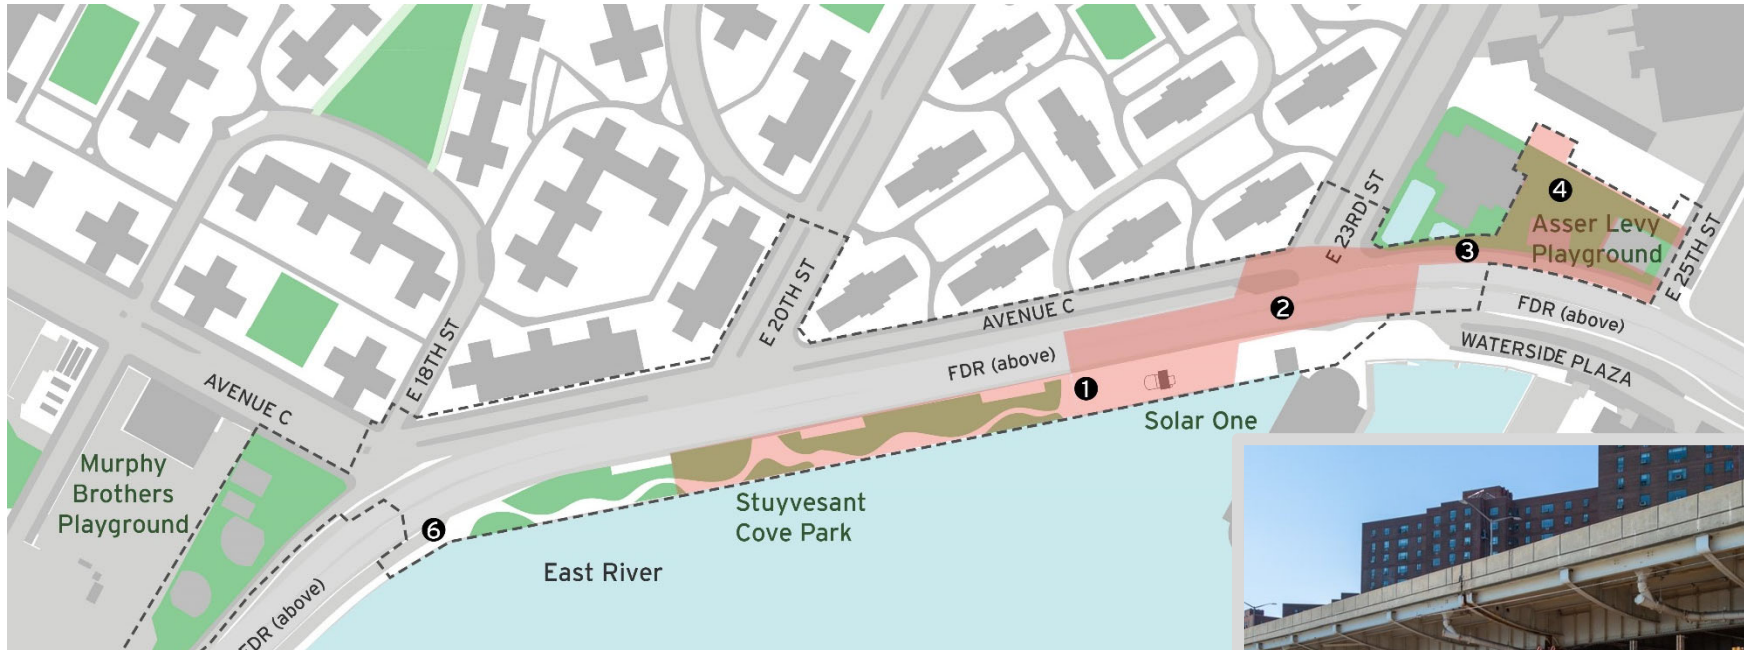 E 23RD ST
4
Asser Levy
Playground
3
E 25TH ST
E 20TH ST
AVENUE C
2
FDR (above)
FDR (above)
WATERSIDE PLAZA
E 18TH ST
AVENUE C
1
Solar One
Murphy
Brothers
Playground
Stuyvesant
Cove Park
6
East River
FDR (above)